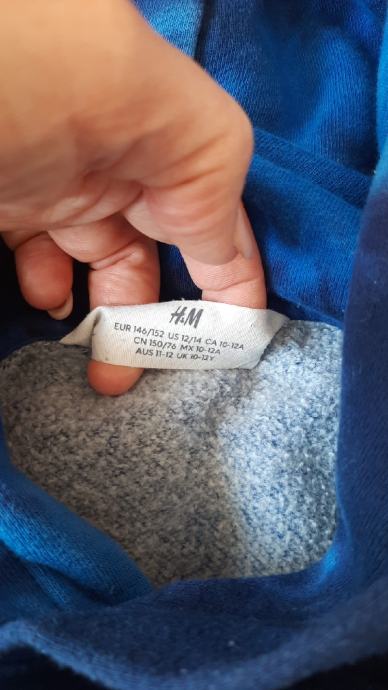 H&M
EUR 146/152 US 12/14 CA 10-12A
CN 150/76 MX 10-12A
AUS 11-12 UK 10-12Y